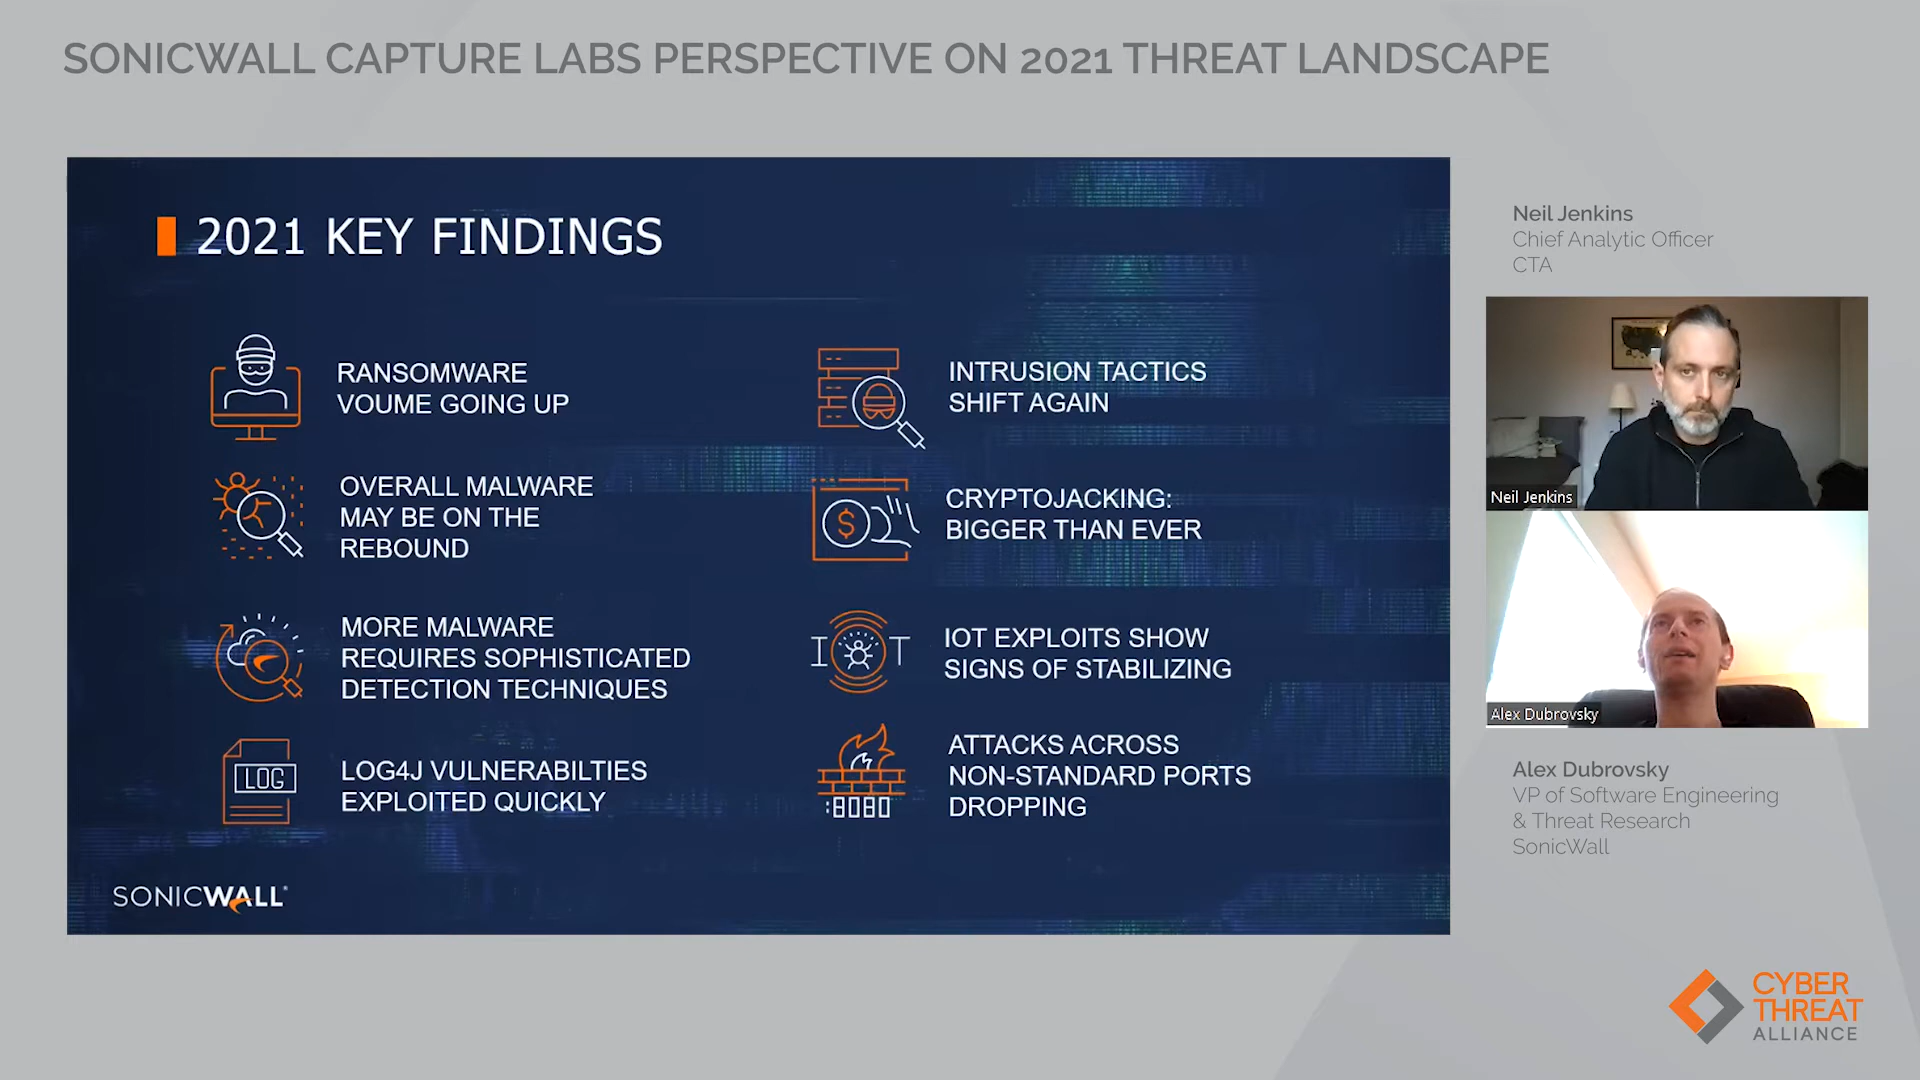 SONICWALL CAPTURE LABS PERSPECTIVE ON 2021 THREAT LANDSCAPE
2021 KEY FINDINGS
RANSOMWARE
VOUME GOING UP
OVERALL MALWARE
MAY BE ON THE
REBOUND
MORE MALWARE
REQUIRES SOPHISTICATED
DETECTION TECHNIQUES
LOG
LOG4J VULNERABILTIES
EXPLOITED QUICKLY
INTRUSION TACTICS
SHIFT AGAIN
$
CRYPTOJACKING:
BIGGER THAN EVER
I T
IOT EXPLOITS SHOW
SIGNS OF STABILIZING
:8080
ATTACKS ACROSS
NON-STANDARD PORTS
DROPPING
SONICWALL
Neil Jenkins
Chief Analytic Officer
CTA
Neil Jenkins
Alex Dubrovsky
Alex Dubrovsky
VP of Software Engineering
& Threat Research
SonicWall
CYBER
THREAT
ALLIANCE